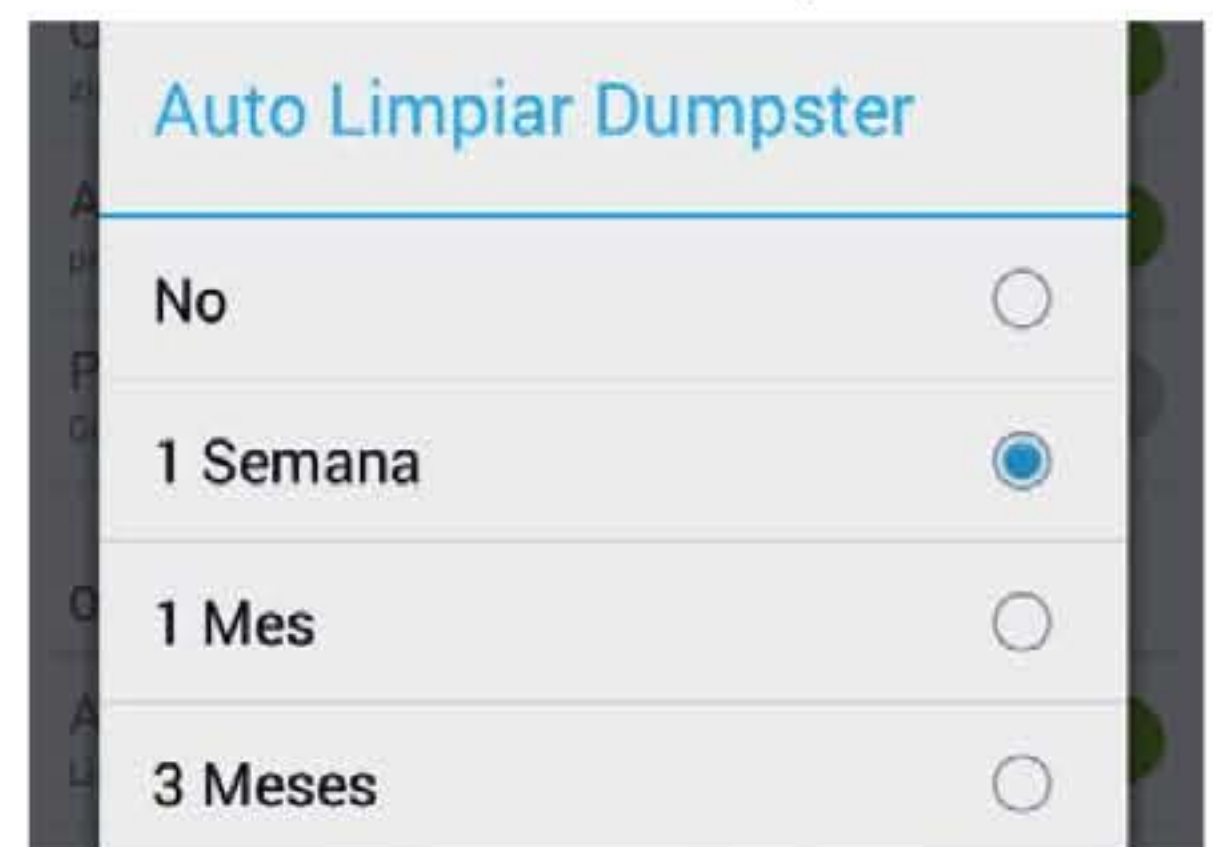 Auto Limpiar Dumpster
No
1 Semana
1 Mes
3 Meses